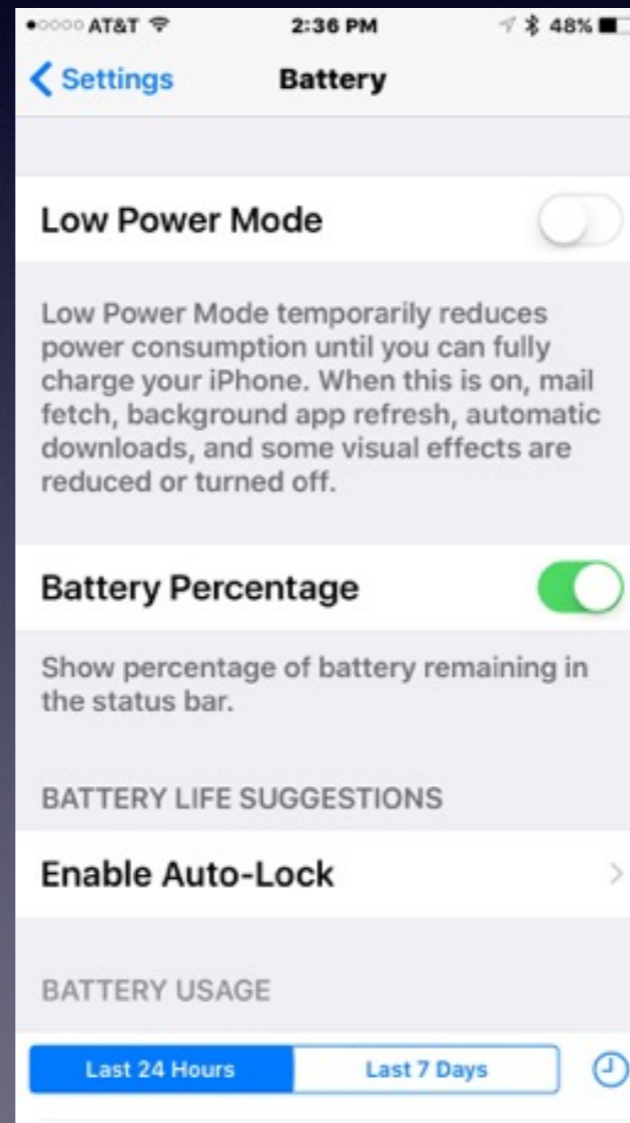 AT&T 2:36 PM 48%
Settings Battery
Low Power Mode
Low Power Mode temporarily reduces
power consumption until you can fully
charge your iPhone. When this is on, mail
fetch, background app refresh, automatic
downloads, and some visual effects are
reduced or turned off.
Battery Percentage
Show percentage of battery remaining in
the status bar.
BATTERY LIFE SUGGESTIONS
Enable Auto-Lock
BATTERY USAGE
Last 24 Hours Last 7 Days